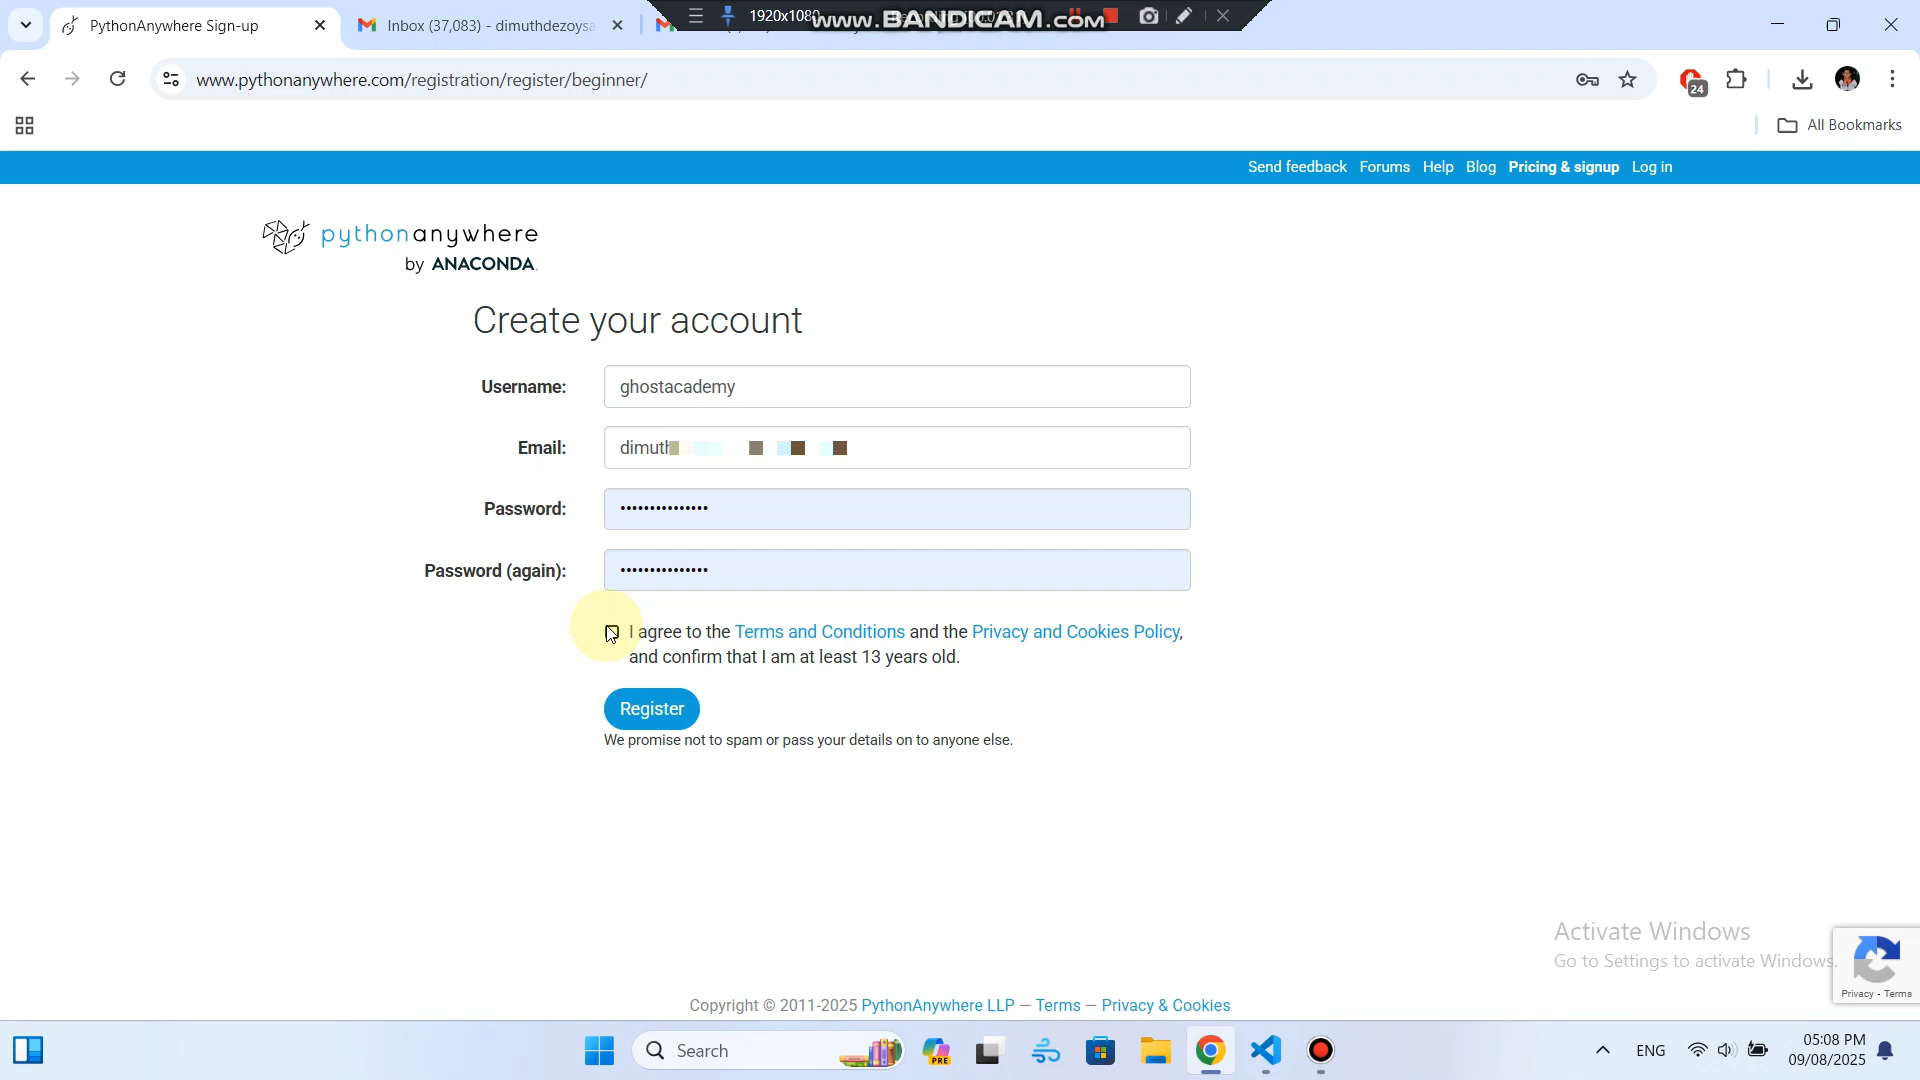 PythonAnywhere Sign-up
Inbox (37,083) - dimuthdezoysa
1920x1080
www.BANDICAM.com
www.pythonanywhere.com/registration/register/beginner/
24
All Bookmarks
Send feedback Forums Help Blog Pricing & signup Log in
pythonanywhere
by ANACONDA.
Create your account
Username: ghostacademy
Email: dimuth
Password: •••••••••••••••
Password (again): •••••••••••••••
I agree to the Terms and Conditions and the Privacy and Cookies Policy,
and confirm that I am at least 13 years old.
Register
We promise not to spam or pass your details on to anyone else.
Activate Windows
Go to Settings to activate Windows.
Privacy - Terms
Copyright © 2011-2025 PythonAnywhere LLP — Terms — Privacy & Cookies
Search
PRE
ENG
05:08 PM
09/08/2025